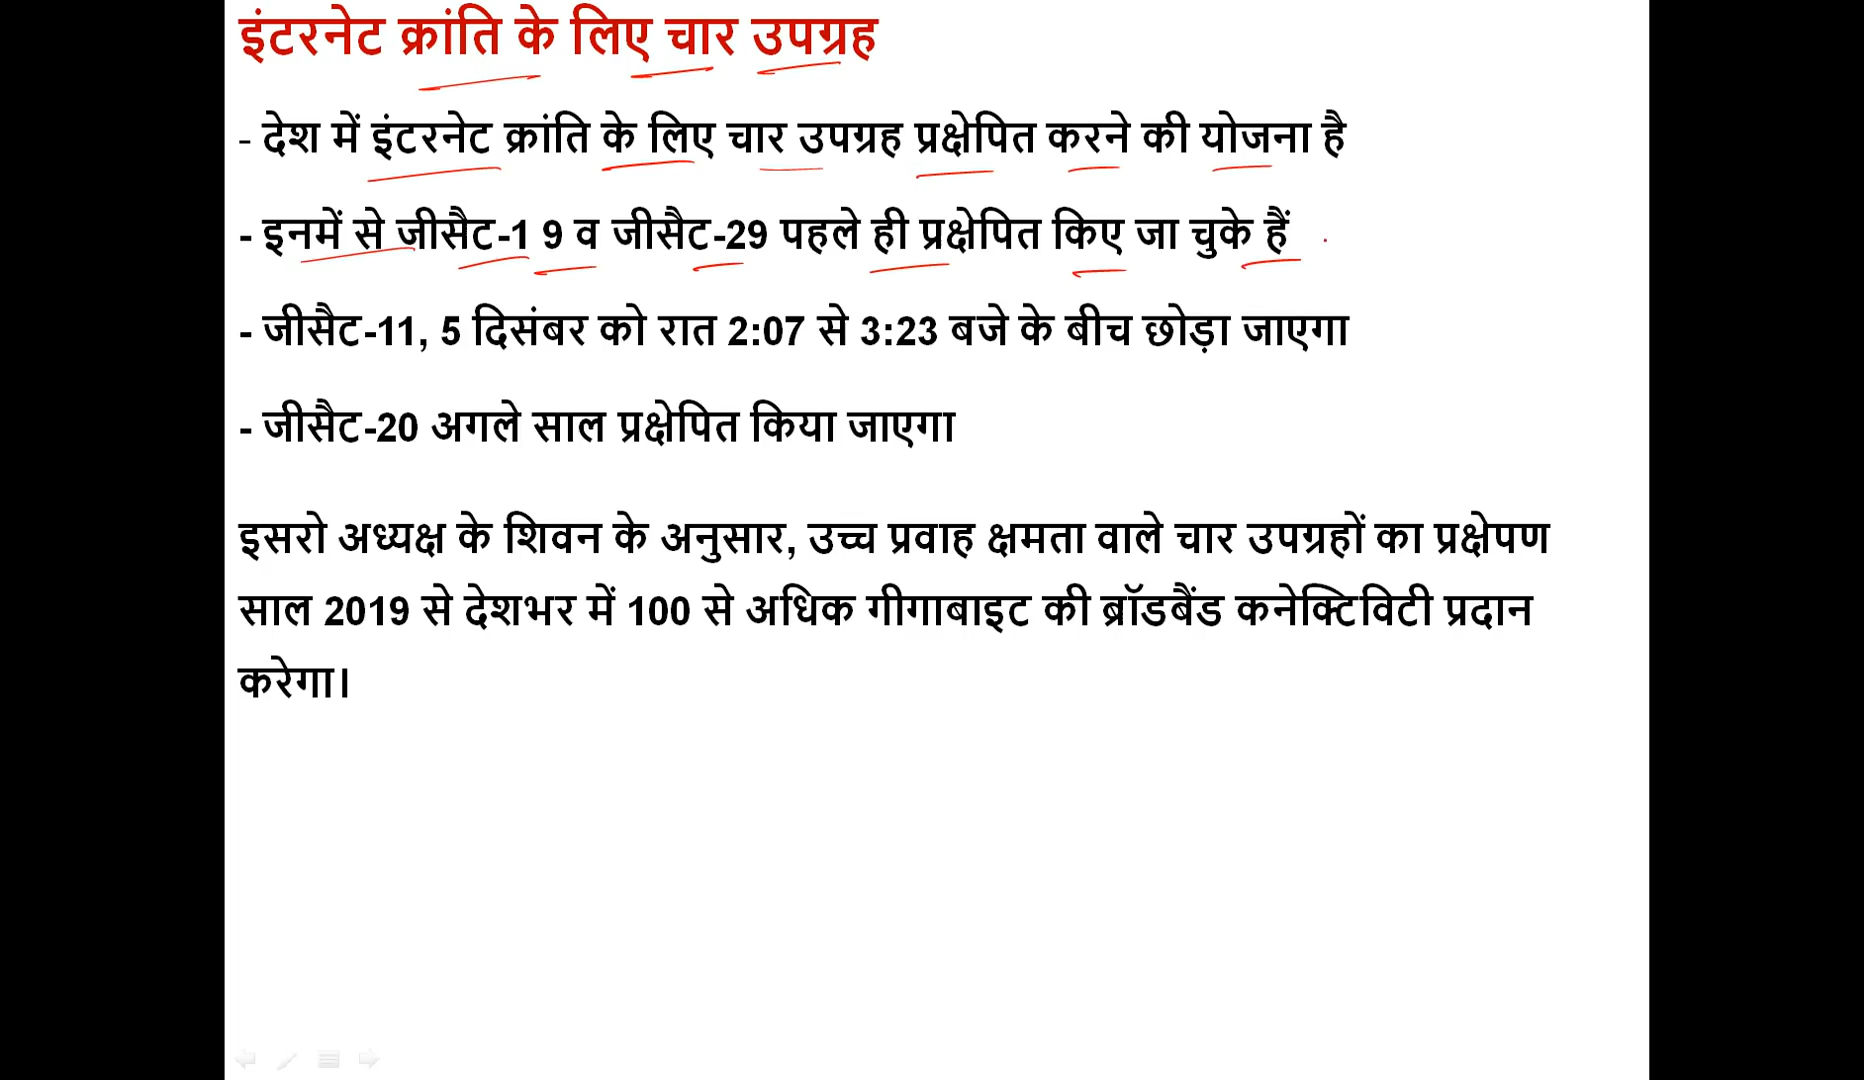 इंटरनेट क्रांति के लिए चार उपग्रह
- देश में इंटरनेट क्रांति के लिए चार उपग्रह प्रक्षेपित करने की योजना है
- इनमें से जीसैट-1 9 व जीसैट-29 पहले ही प्रक्षेपित किए जा चुके हैं
- जीसैट-11, 5 दिसंबर को रात 2:07 से 3:23 बजे के बीच छोड़ा जाएगा
- जीसैट-20 अगले साल प्रक्षेपित किया जाएगा
इसरो अध्यक्ष के शिवन के अनुसार, उच्च प्रवाह क्षमता वाले चार उपग्रहों का प्रक्षेपण
साल 2019 से देशभर में 100 से अधिक गीगाबाइट की ब्रॉडबैंड कनेक्टिविटी प्रदान
करेगा।